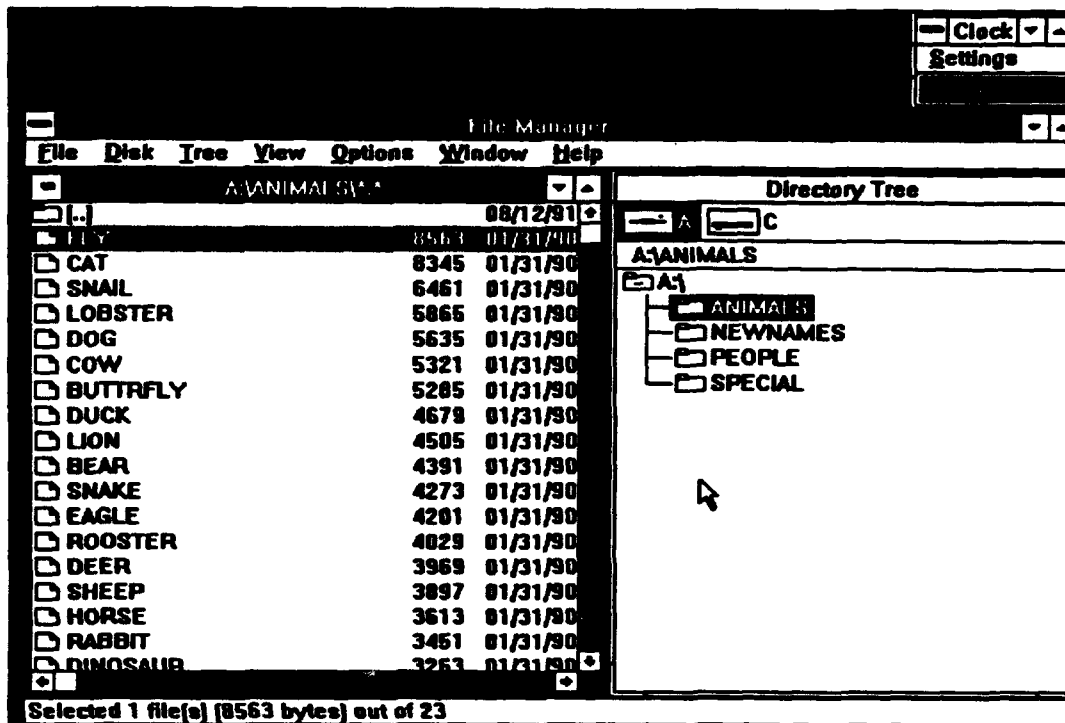 Clock
Settings
File Manager
File Disk Tree View Options Window Help
A:\ANIMALS\*.*
Directory Tree
[..] 08/12/91
A C
FLY 8563 01/31/90
A:\ANIMALS
CAT 8345 01/31/90
A:\
SNAIL 6461 01/31/90
ANIMALS
LOBSTER 5865 01/31/90
NEWNAMES
DOG 5635 01/31/90
PEOPLE
COW 5321 01/31/90
SPECIAL
BUTTRFLY 5285 01/31/90
DUCK 4679 01/31/90
LION 4505 01/31/90
BEAR 4391 01/31/90
SNAKE 4273 01/31/90
EAGLE 4201 01/31/90
ROOSTER 4029 01/31/90
DEER 3969 01/31/90
SHEEP 3897 01/31/90
HORSE 3613 01/31/90
RABBIT 3451 01/31/90
DINOSAUR 3263 01/31/90
Selected 1 file(s) (8563 bytes) out of 23